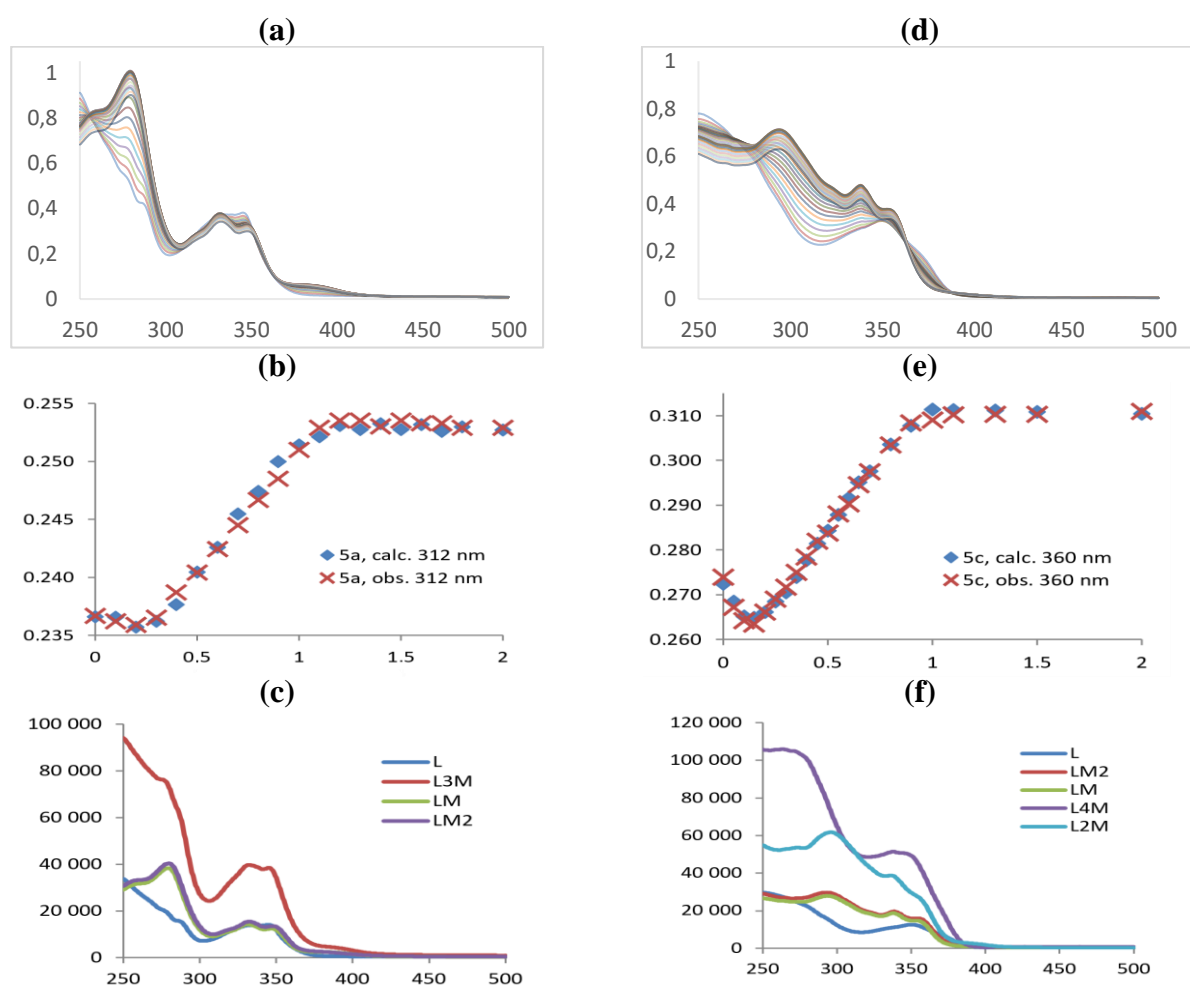 (a)
1
0,8
0,6
0,4
0,2
0
250 300 350 400 450 500
(b)
0.255
0.250
0.245
0.240
0.235
0 0.5 1 1.5 2
5a, calc. 312 nm
5a, obs. 312 nm
(c)
100 000
80 000
60 000
40 000
20 000
0
250 300 350 400 450 500
L
L3M
LM
LM2
(d)
1
0,8
0,6
0,4
0,2
0
250 300 350 400 450 500
(e)
0.310
0.300
0.290
0.280
0.270
0.260
0 0.5 1 1.5 2
5c, calc. 360 nm
5c, obs. 360 nm
(f)
120 000
100 000
80 000
60 000
40 000
20 000
0
250 300 350 400 450 500
L
LM2
LM
L4M
L2M